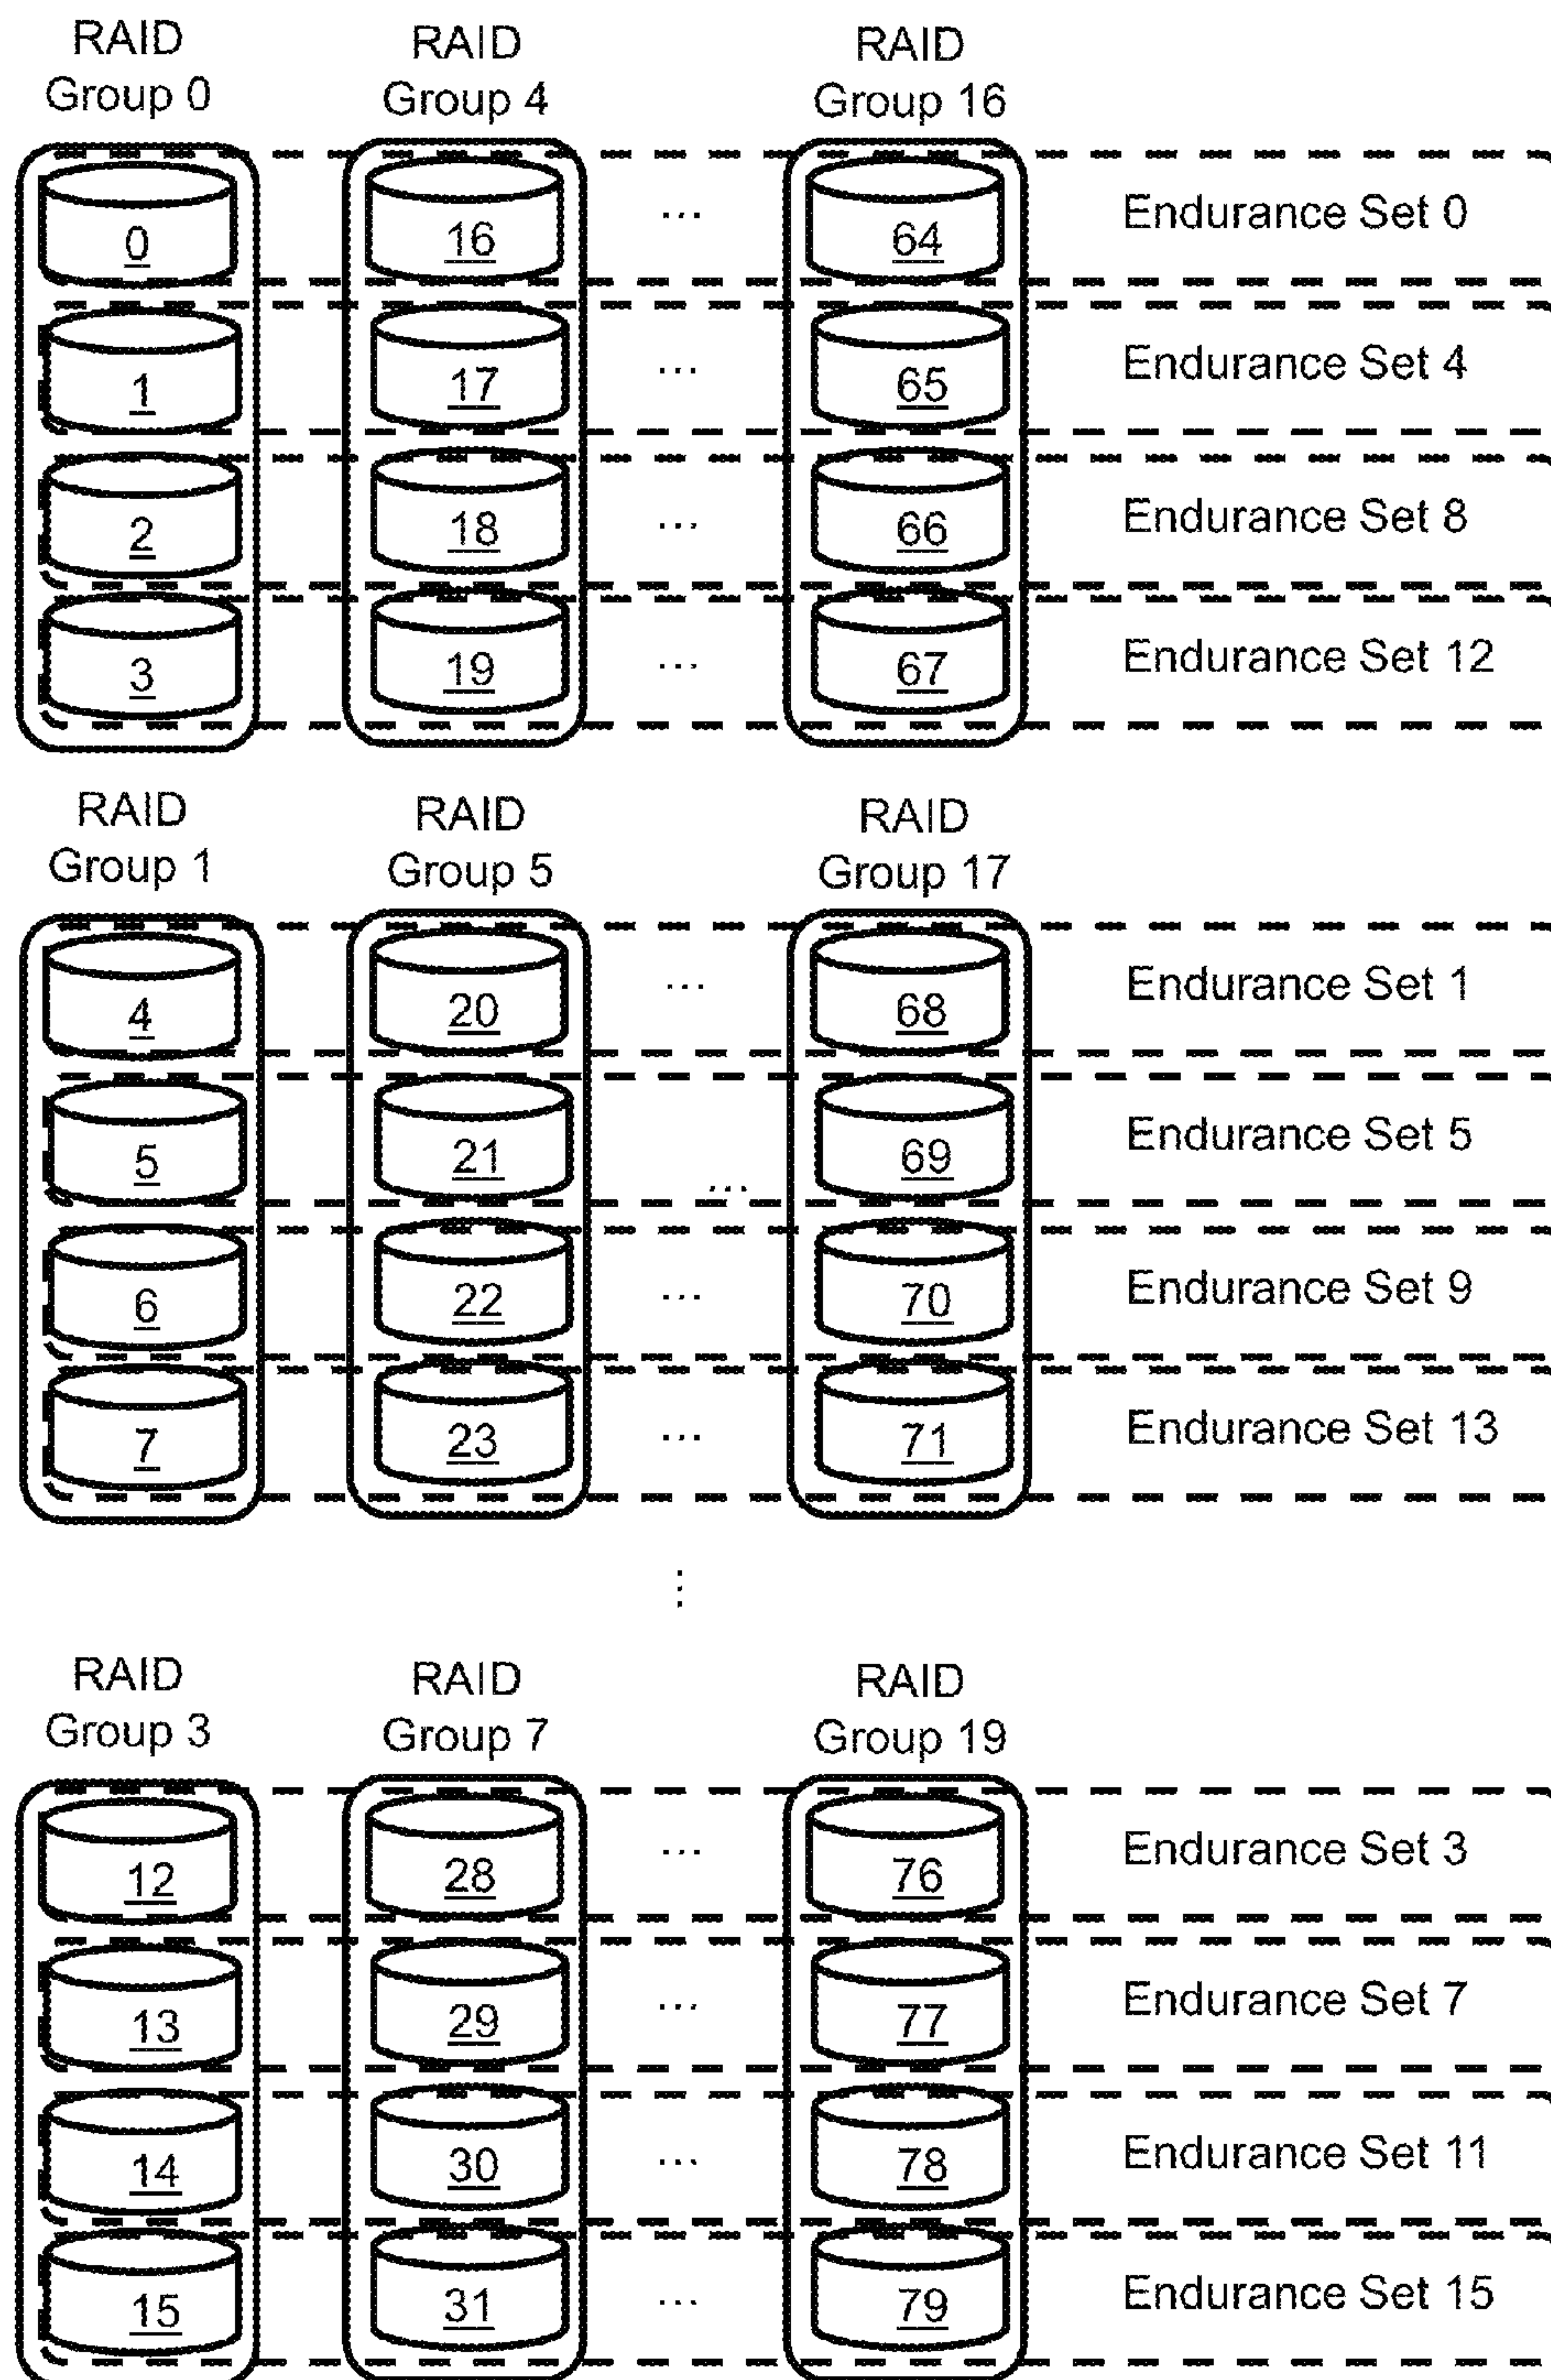 RAID RAID RAID
Group 0 Group 4 Group 16
0 16 ... 64 Endurance Set 0
1 17 ... 65 Endurance Set 4
2 18 ... 66 Endurance Set 8
3 19 ... 67 Endurance Set 12
RAID RAID RAID
Group 1 Group 5 Group 17
4 20 ... 68 Endurance Set 1
5 21 ... 69 Endurance Set 5
6 22 ... 70 Endurance Set 9
7 23 ... 71 Endurance Set 13
⋮
RAID RAID RAID
Group 3 Group 7 Group 19
12 28 ... 76 Endurance Set 3
13 29 ... 77 Endurance Set 7
14 30 ... 78 Endurance Set 11
15 31 ... 79 Endurance Set 15